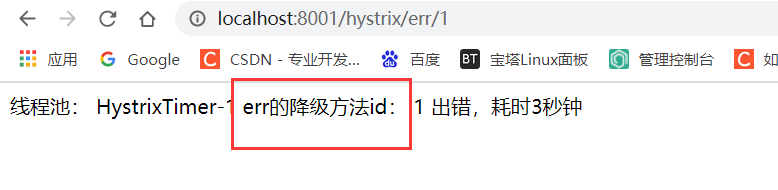 localhost:8001/hystrix/err/1
应用 Google CSDN - 专业开发... 百度 BT 宝塔Linux面板 管理控制台 如
线程池： HystrixTimer-1 err的降级方法id： 1 出错，耗时3秒钟